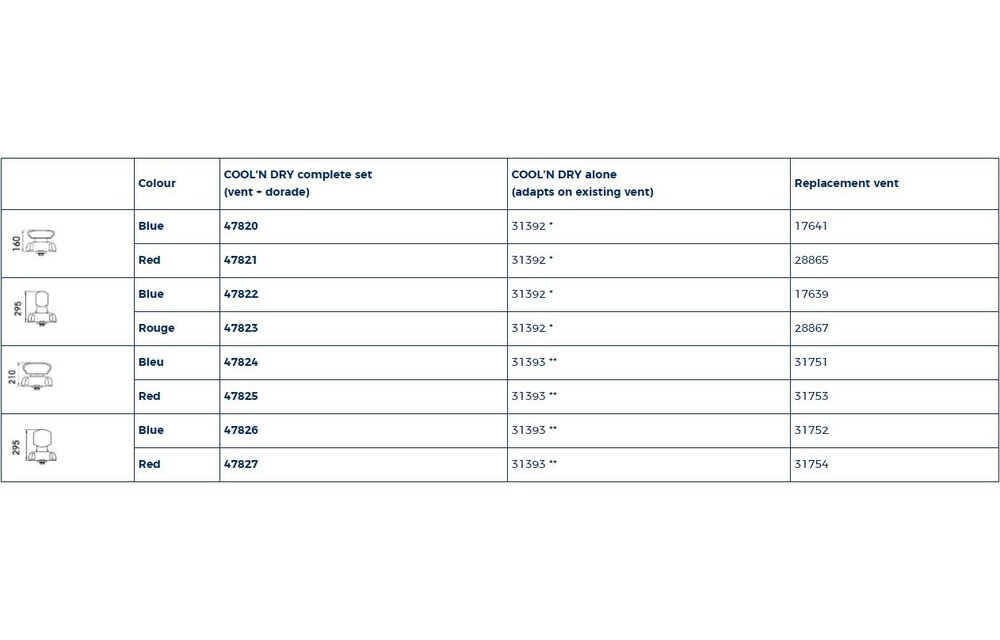 Colour
COOL'N DRY complete set
(vent + dorade)
COOL'N DRY alone
(adapts on existing vent)
Replacement vent
160
Blue
47820
31392 *
17641
Red
47821
31392 *
28865
295
Blue
47822
31392 *
17639
Rouge
47823
31392 *
28867
210
Bleu
47824
31393 **
31751
Red
47825
31393 **
31753
295
Blue
47826
31393 **
31752
Red
47827
31393 **
31754